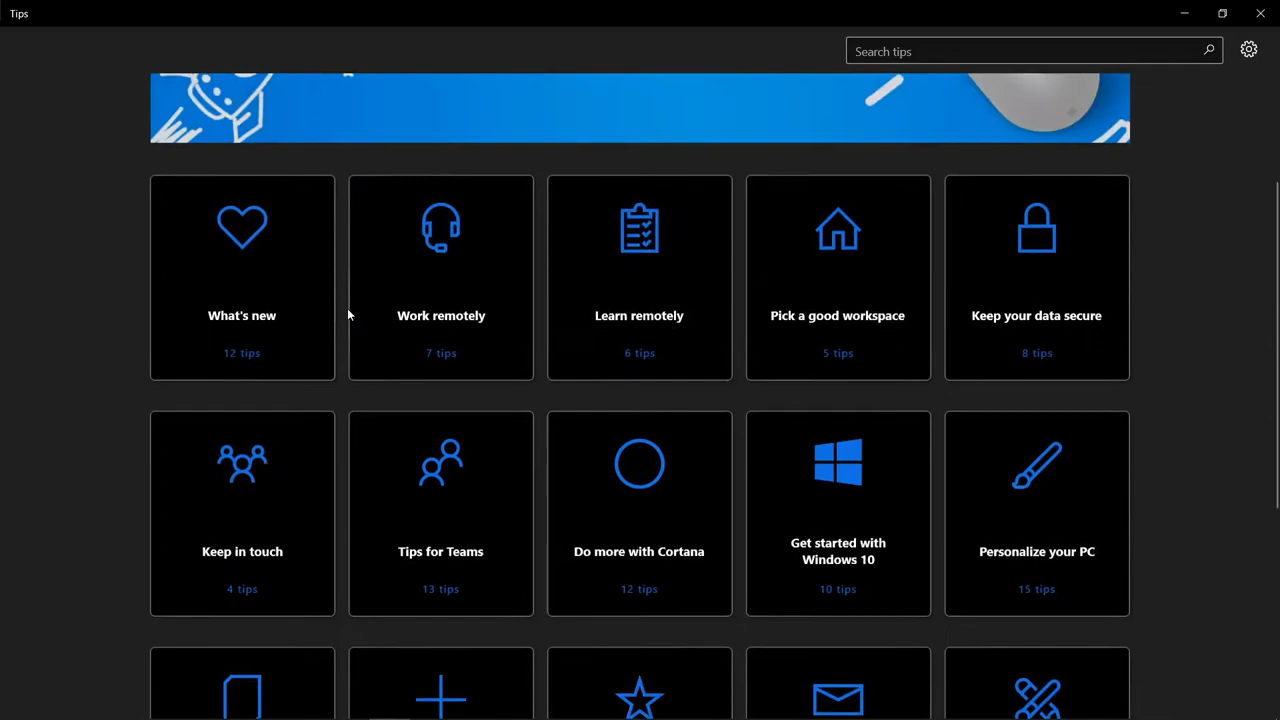 Tips
Search tips
What's new
Work remotely
Learn remotely
Pick a good workspace
Keep your data secure
12 tips
7 tips
6 tips
5 tips
8 tips
Keep in touch
Tips for Teams
Do more with Cortana
Get started with
Windows 10
Personalize your PC
4 tips
13 tips
12 tips
10 tips
15 tips